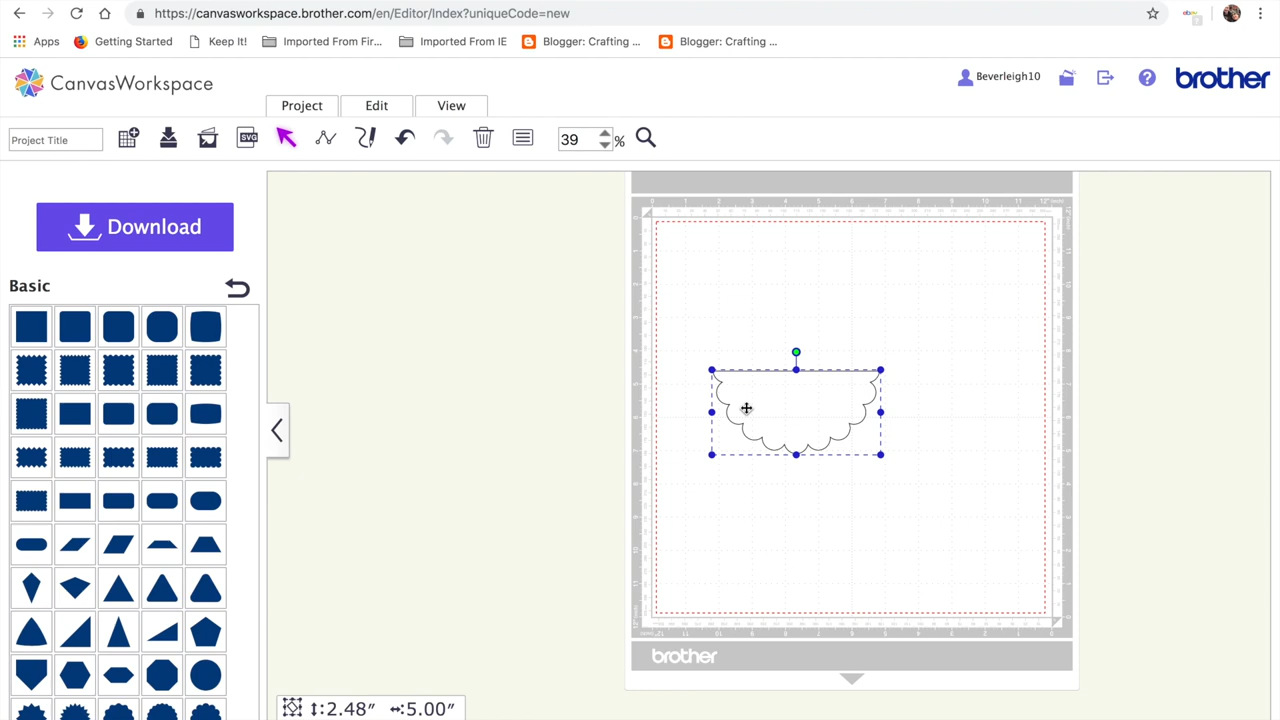 https://canvasworkspace.brother.com/en/Editor/Index?uniqueCode=new
Apps Getting Started Keep It! Imported From Fir... Imported From IE Blogger: Crafting ... Blogger: Crafting ...
CanvasWorkspace
Beverleigh10
brother
Project Edit View
Project Title
SVG
39 %
Download
Basic
brother
2.48" 5.00"